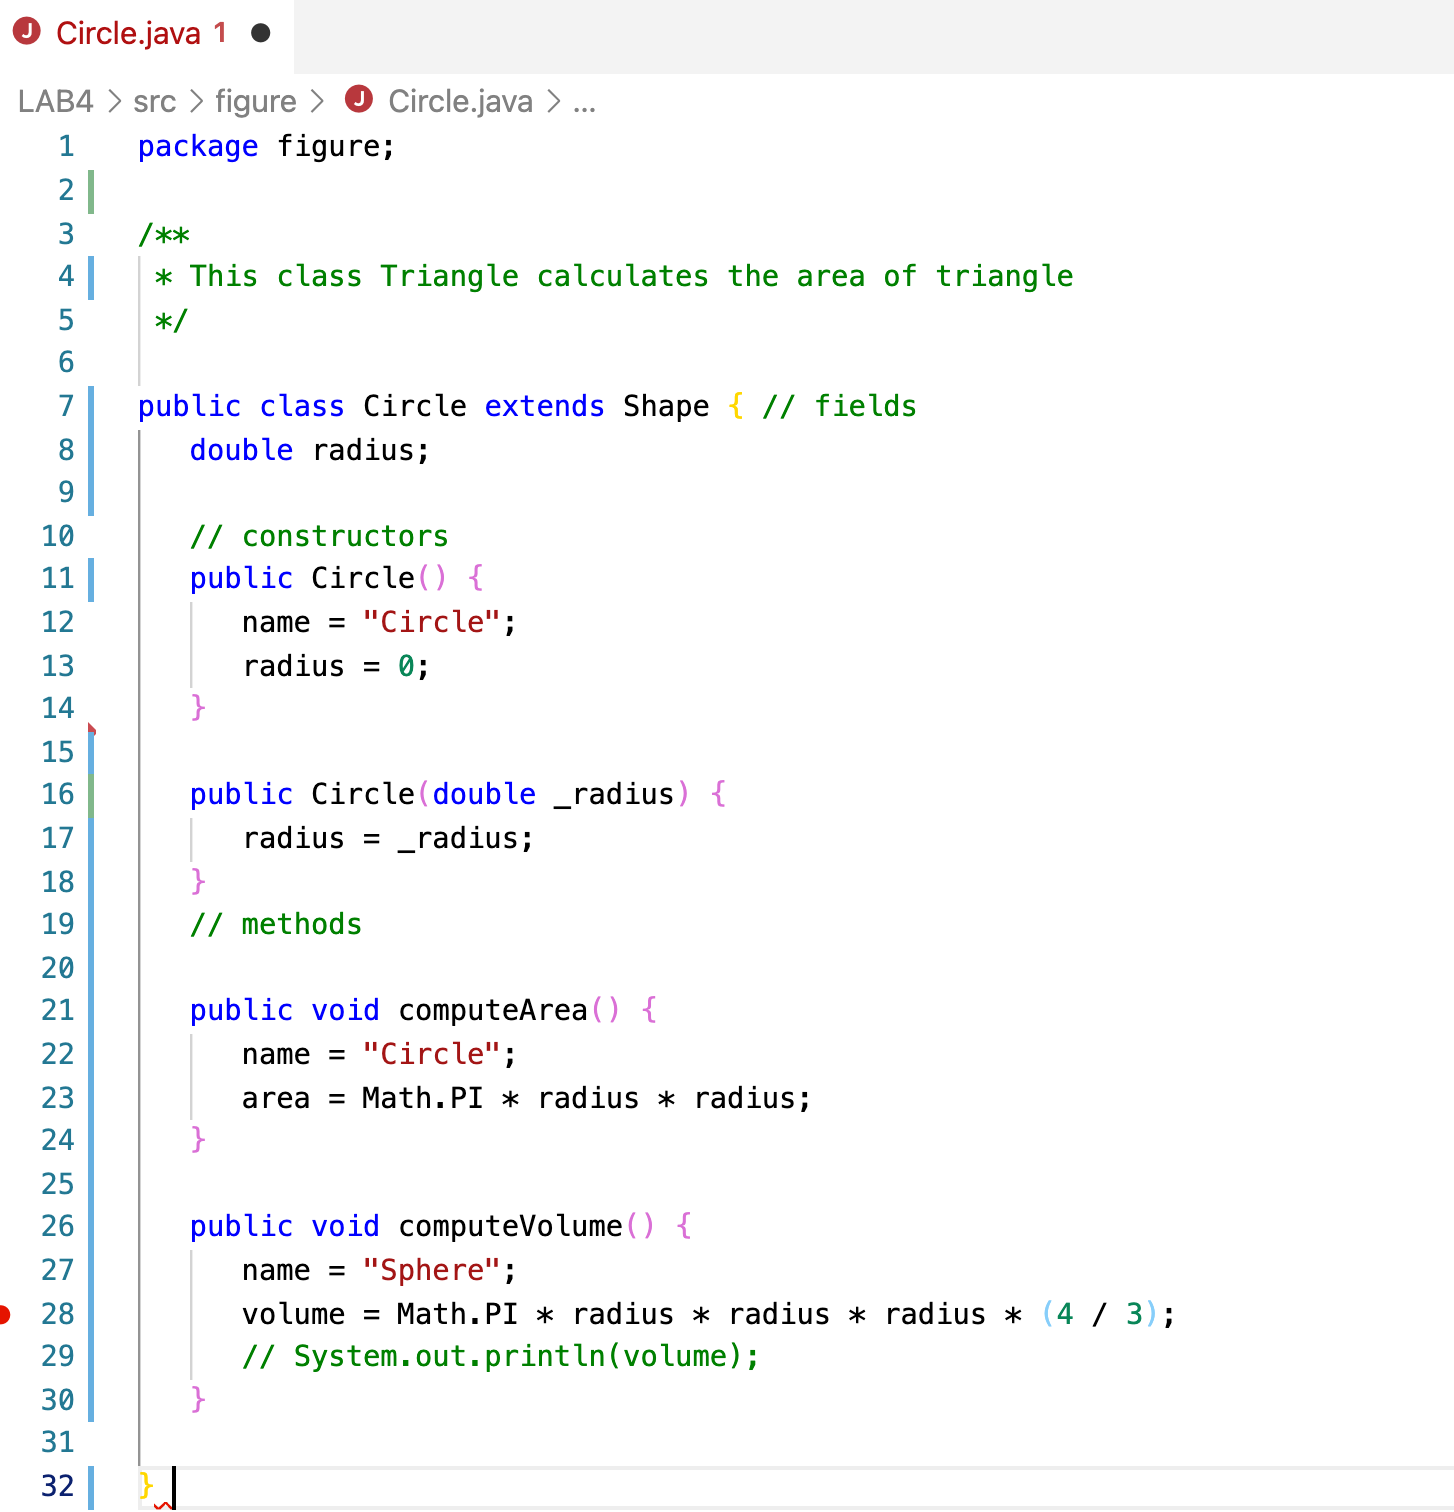 J Circle.java 1
LAB4 > src > figure > J Circle.java > ...
1 package figure;
2
3 /**
4 * This class Triangle calculates the area of triangle
5 */
6
7 public class Circle extends Shape { // fields
8 double radius;
9
10 // constructors
11 public Circle() {
12 name = "Circle";
13 radius = 0;
14 }
15
16 public Circle(double _radius) {
17 radius = _radius;
18 }
19 // methods
20
21 public void computeArea() {
22 name = "Circle";
23 area = Math.PI * radius * radius;
24 }
25
26 public void computeVolume() {
27 name = "Sphere";
28 volume = Math.PI * radius * radius * radius * (4 / 3);
29 // System.out.println(volume);
30 }
31
32 }